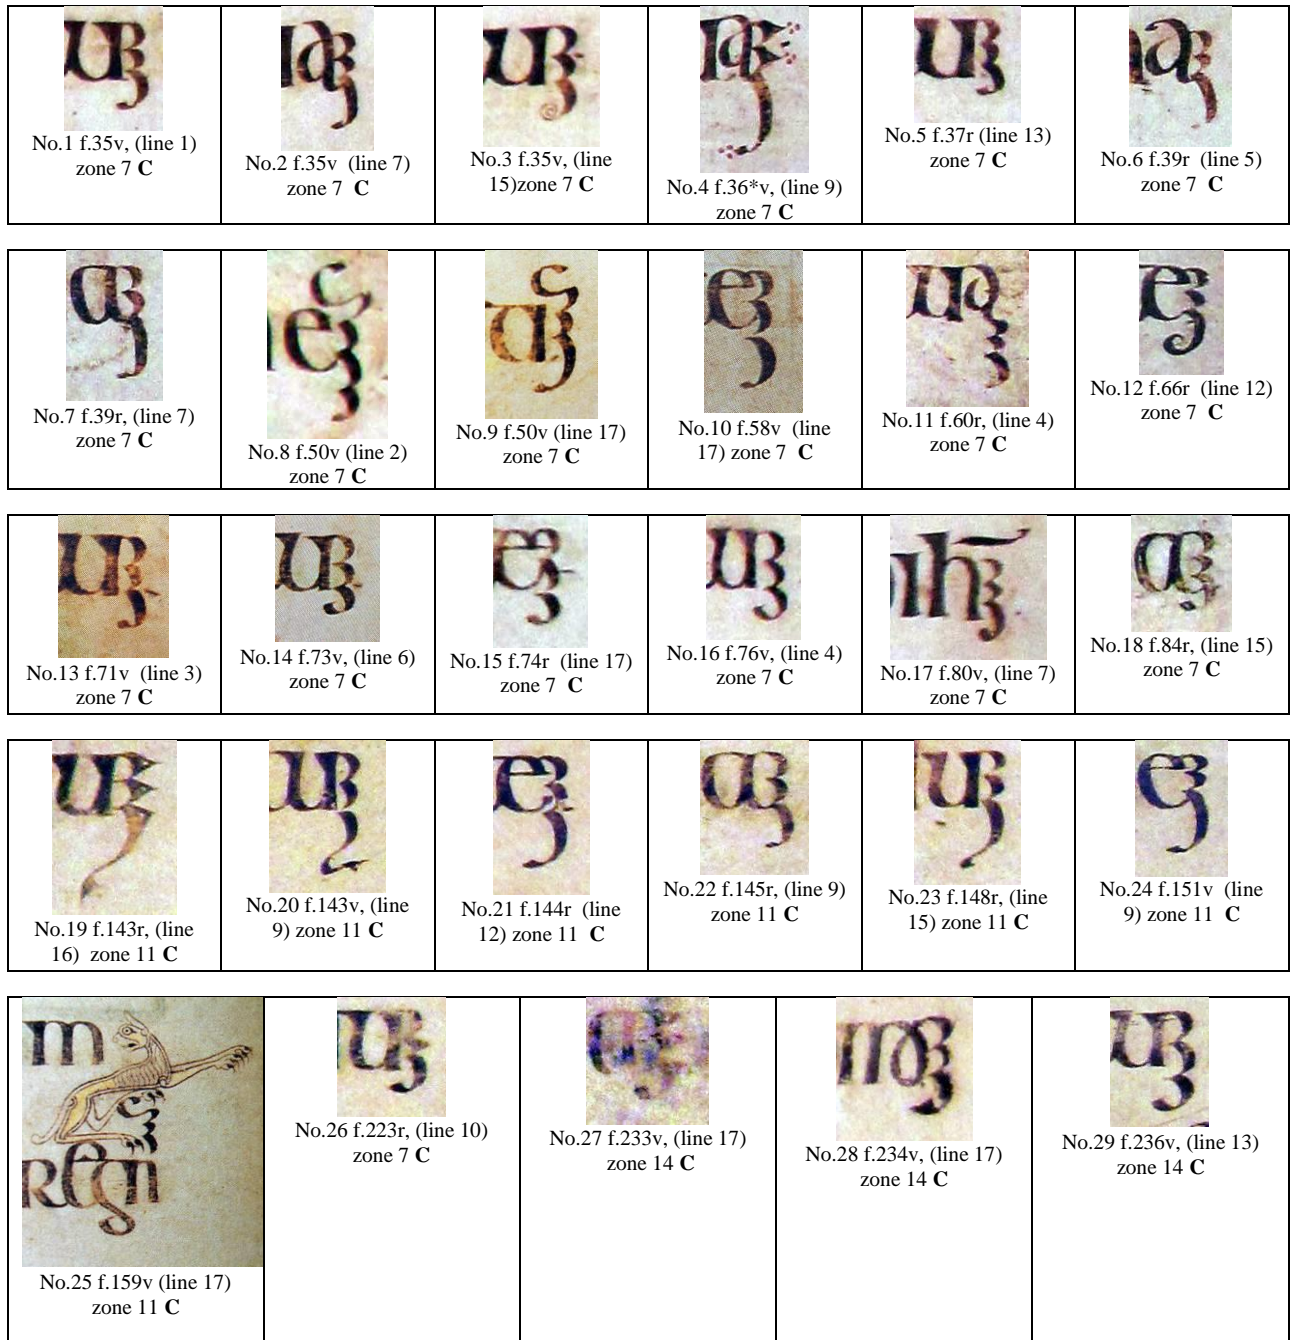 No.1 f.35v, (line 1)
zone 7 C
No.2 f.35v (line 7)
zone 7 C
No.3 f.35v, (line
15)zone 7 C
No.4 f.36*v, (line 9)
zone 7 C
No.5 f.37r (line 13)
zone 7 C
No.6 f.39r (line 5)
zone 7 C
No.7 f.39r, (line 7)
zone 7 C
No.8 f.50v (line 2)
zone 7 C
No.9 f.50v (line 17)
zone 7 C
No.10 f.58v (line
17) zone 7 C
No.11 f.60r, (line 4)
zone 7 C
No.12 f.66r (line 12)
zone 7 C
No.13 f.71v (line 3)
zone 7 C
No.14 f.73v, (line 6)
zone 7 C
No.15 f.74r (line 17)
zone 7 C
No.16 f.76v, (line 4)
zone 7 C
No.17 f.80v, (line 7)
zone 7 C
No.18 f.84r, (line 15)
zone 7 C
No.19 f.143r, (line
16) zone 11 C
No.20 f.143v, (line
9) zone 11 C
No.21 f.144r (line
12) zone 11 C
No.22 f.145r, (line 9)
zone 11 C
No.23 f.148r, (line
15) zone 11 C
No.24 f.151v (line
9) zone 11 C
m
No.25 f.159v (line 17)
zone 11 C
No.26 f.223r, (line 10)
zone 7 C
No.27 f.233v, (line 17)
zone 14 C
No.28 f.234v, (line 17)
zone 14 C
No.29 f.236v, (line 13)
zone 14 C